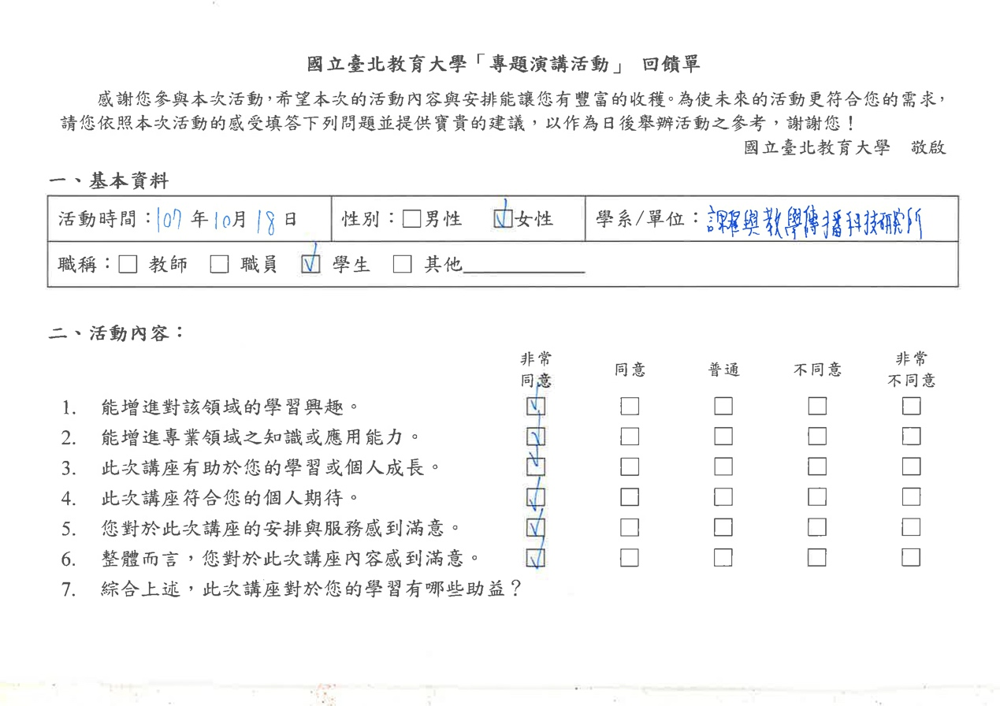 國立臺北教育大學「專題演講活動」 回饋單
感謝您參與本次活動，希望本次的活動內容與安排能讓您有豐富的收穫。為使未來的活動更符合您的需求，
請您依照本次活動的感受填答下列問題並提供寶貴的建議，以作為日後舉辦活動之參考，謝謝您！
國立臺北教育大學 敬啟
一、基本資料
活動時間：107 年 10 月 18 日 性別：□男性 ☑女性 學系/單位：課程與教學傳播科技研究所
職稱：□ 教師 □ 職員 ☑ 學生 □ 其他________
二、活動內容：
非常同意 同意 普通 不同意 非常不同意
1. 能增進對該領域的學習興趣。 ☑ □ □ □ □
2. 能增進專業領域之知識或應用能力。 ☑ □ □ □ □
3. 此次講座有助於您的學習或個人成長。 ☑ □ □ □ □
4. 此次講座符合您的個人期待。 ☑ □ □ □ □
5. 您對於此次講座的安排與服務感到滿意。 ☑ □ □ □ □
6. 整體而言，您對於此次講座內容感到滿意。 ☑ □ □ □ □
7. 綜合上述，此次講座對於您的學習有哪些助益？